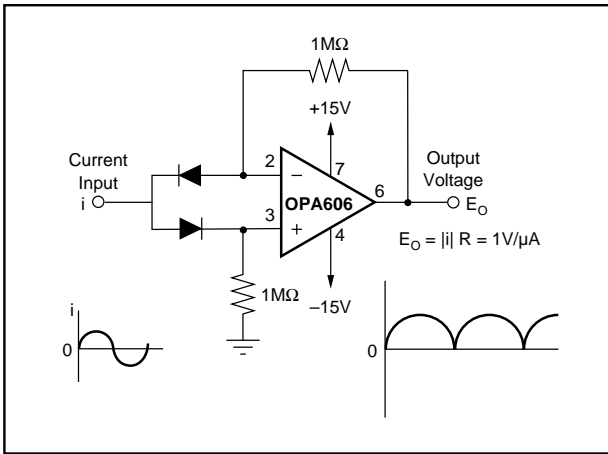 1MΩ
+15V
Current
Input
i
2
–
7
OPA606
6
3
+
4
Output
Voltage
E_O
E_O = |i| R = 1V/µA
1MΩ
–15V
i
0
0